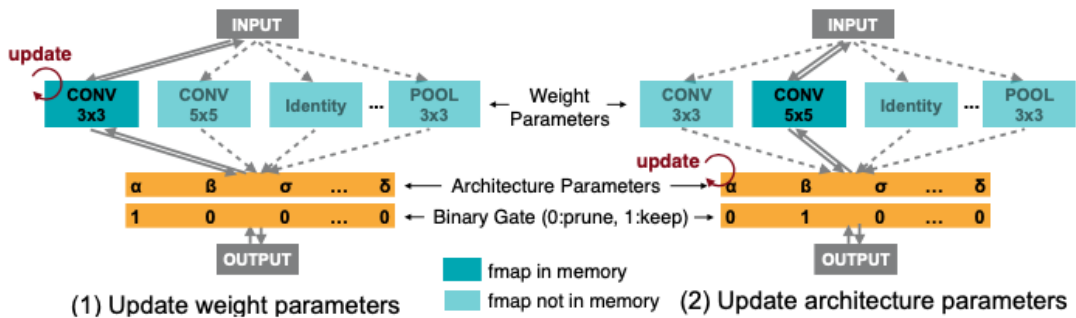 INPUT
update
CONV
3x3
CONV
5x5
Identity
...
POOL
3x3
α ß σ ... δ
1 0 0 ... 0
OUTPUT
(1) Update weight parameters
Weight
Parameters
Architecture Parameters
Binary Gate (0:prune, 1:keep)
fmap in memory
fmap not in memory
INPUT
CONV
3x3
CONV
5x5
Identity
...
POOL
3x3
update
α ß σ ... δ
0 1 0 ... 0
OUTPUT
(2) Update architecture parameters